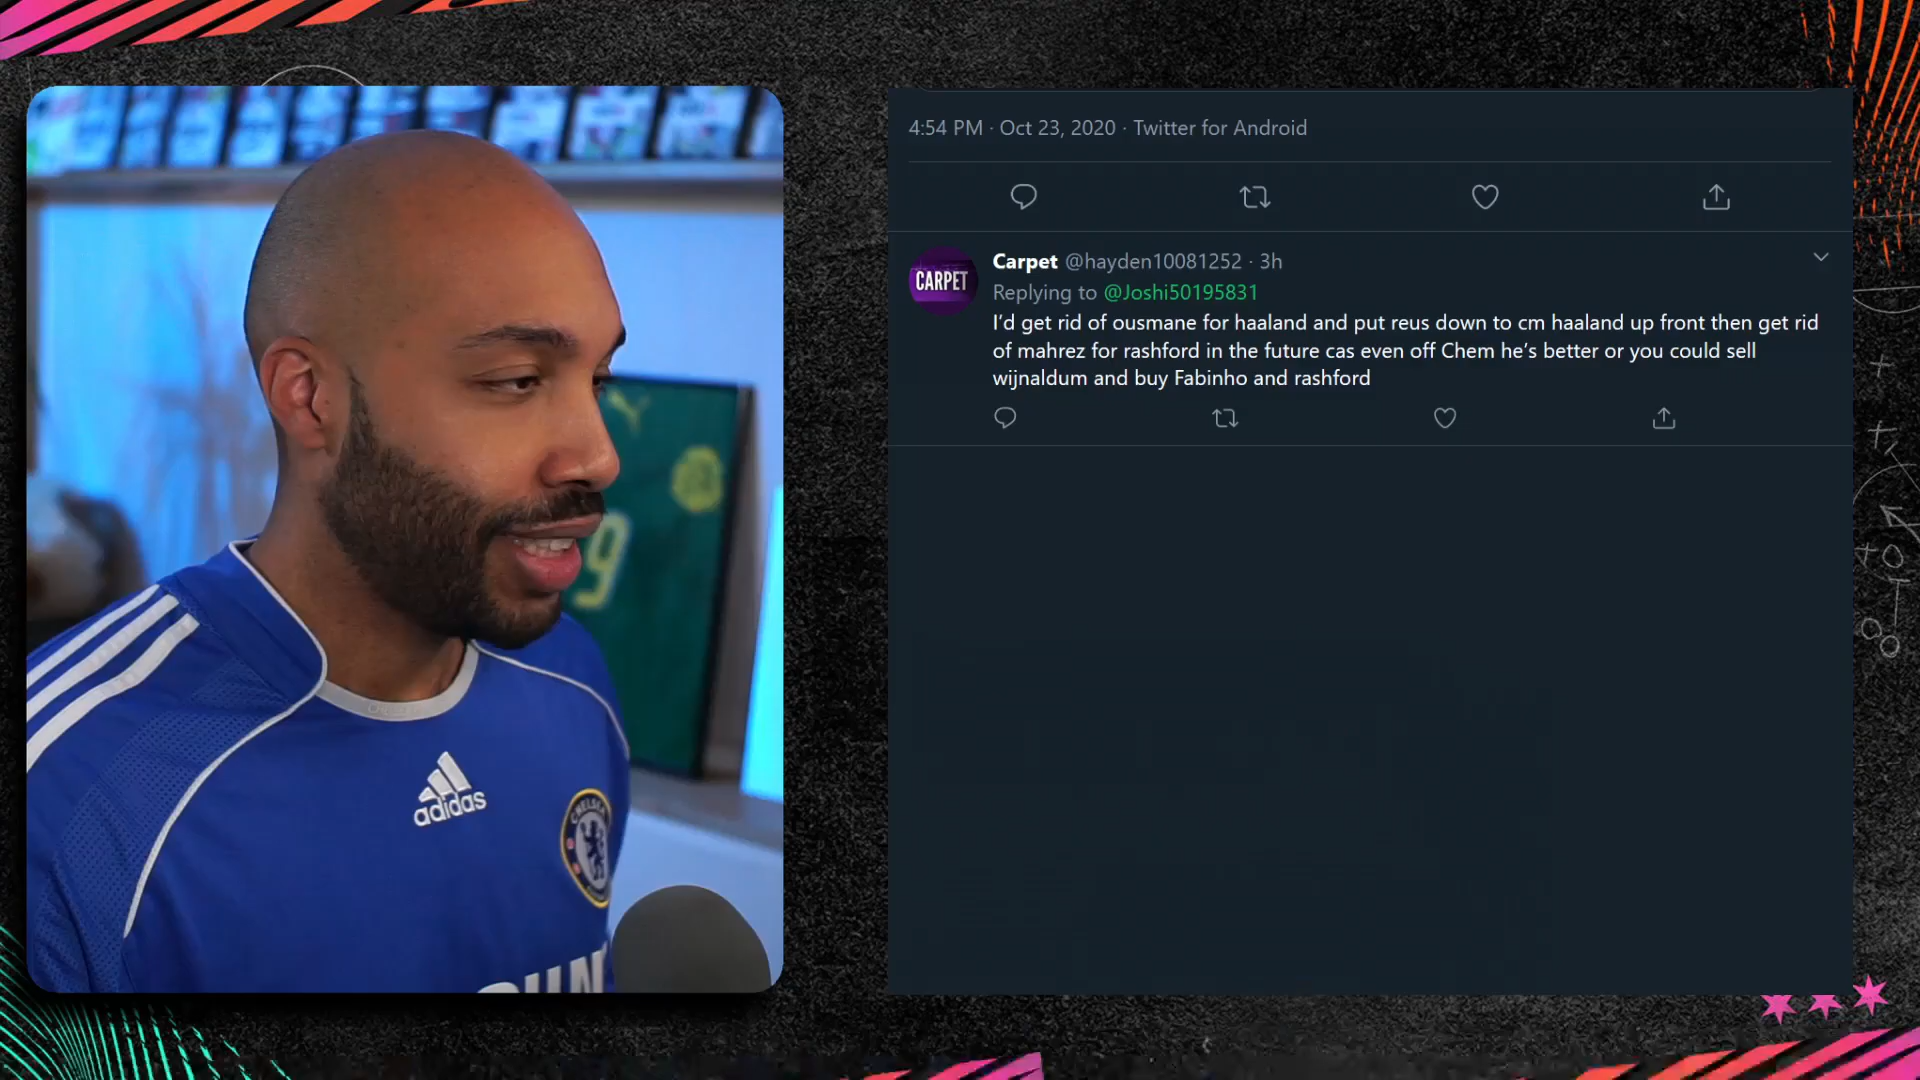 4:54 PM · Oct 23, 2020 · Twitter for Android
CARPET
Carpet @hayden10081252 · 3h
Replying to @Joshi50195831
I'd get rid of ousmane for haaland and put reus down to cm haaland up front then get rid
of mahrez for rashford in the future cas even off Chem he's better or you could sell
wijnaldum and buy Fabinho and rashford
adidas
CHELSEA
9